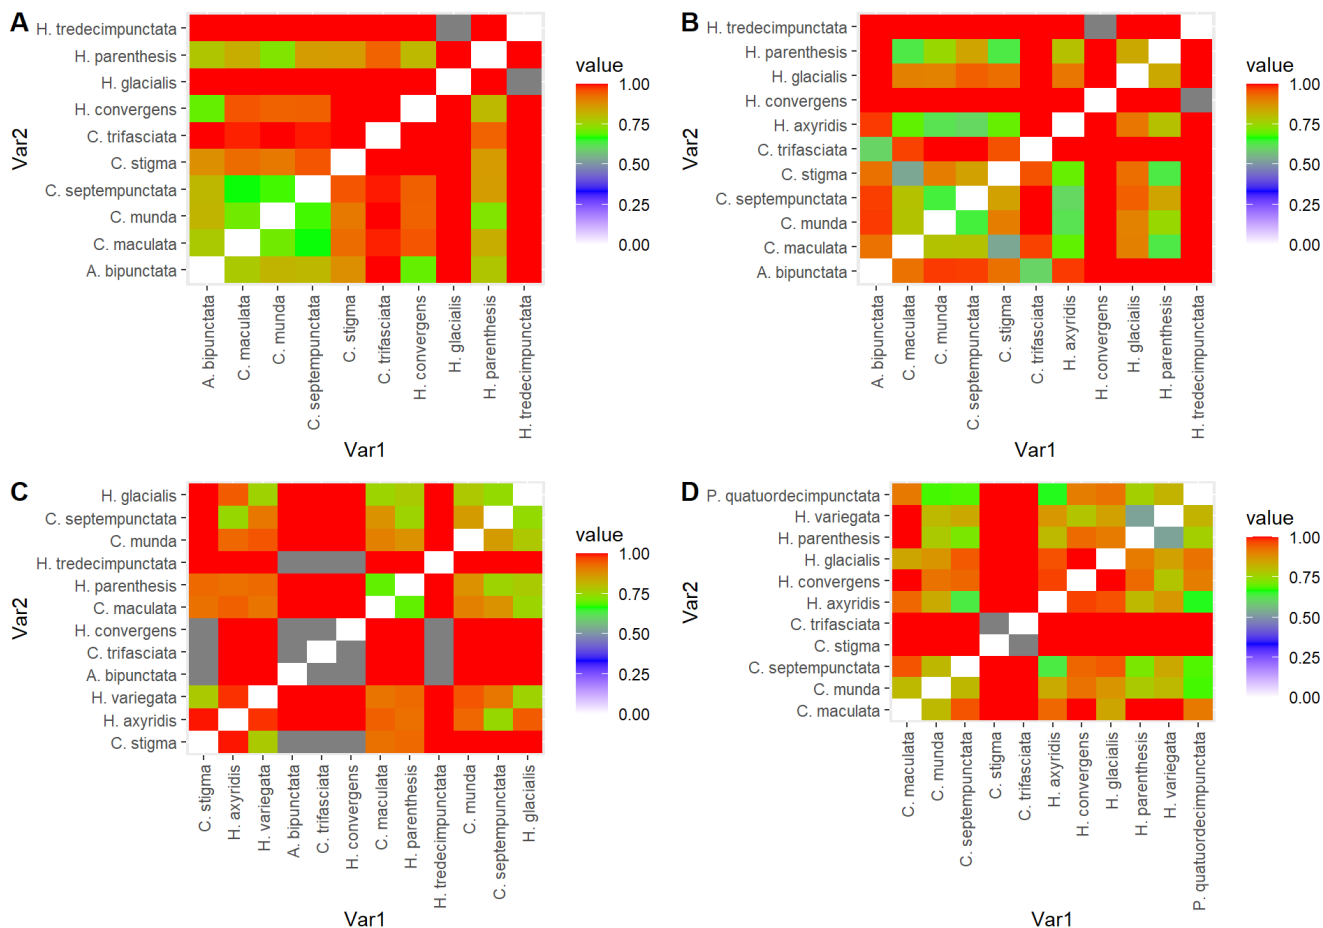 A
H. tredecimpunctata
H. parenthesis
H. glacialis
H. convergens
C. trifasciata
C. stigma
C. septempunctata
C. munda
C. maculata
A. bipunctata
Var2
A. bipunctata
C. maculata
C. munda
C. septempunctata
C. stigma
C. trifasciata
H. convergens
H. glacialis
H. parenthesis
H. tredecimpunctata
Var1
value
1.00
0.75
0.50
0.25
0.00
B
H. tredecimpunctata
H. parenthesis
H. glacialis
H. convergens
H. axyridis
C. trifasciata
C. stigma
C. septempunctata
C. munda
C. maculata
A. bipunctata
Var2
A. bipunctata
C. maculata
C. munda
C. septempunctata
C. stigma
C. trifasciata
H. axyridis
H. convergens
H. glacialis
H. parenthesis
H. tredecimpunctata
Var1
value
1.00
0.75
0.50
0.25
0.00
C
H. glacialis
C. septempunctata
C. munda
H. tredecimpunctata
H. parenthesis
C. maculata
H. convergens
C. trifasciata
A. bipunctata
H. variegata
H. axyridis
C. stigma
Var2
C. stigma
H. axyridis
H. variegata
A. bipunctata
C. trifasciata
H. convergens
C. maculata
H. parenthesis
H. tredecimpunctata
C. munda
C. septempunctata
H. glacialis
Var1
value
1.00
0.75
0.50
0.25
0.00
D
P. quatuordecimpunctata
H. variegata
H. parenthesis
H. glacialis
H. convergens
H. axyridis
C. trifasciata
C. stigma
C. septempunctata
C. munda
C. maculata
Var2
C. maculata
C. munda
C. septempunctata
C. stigma
C. trifasciata
H. axyridis
H. convergens
H. glacialis
H. parenthesis
H. variegata
P. quatuordecimpunctata
Var1
value
1.00
0.75
0.50
0.25
0.00